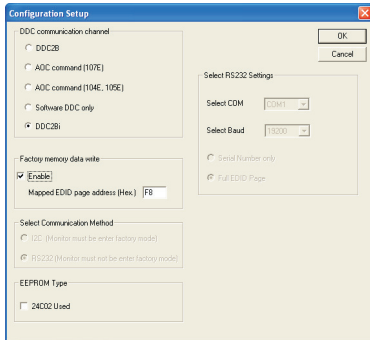 Configuration Setup
DDC communication channel
DDC2B
AOC command (107E)
AOC command (104E, 105E)
Software DDC only
DDC2Bi
Factory memory data write
Enable
Mapped EDID page address (Hex.) F8
Select Communication Method
I2C (Monitor must be enter factory mode)
RS232 (Monitor must not be enter factory mode)
EEPROM Type
24C02 Used
OK
Cancel
Select RS232 Settings
Select COM COM1
Select Baud 19200
Serial Number only
Full EDID Page